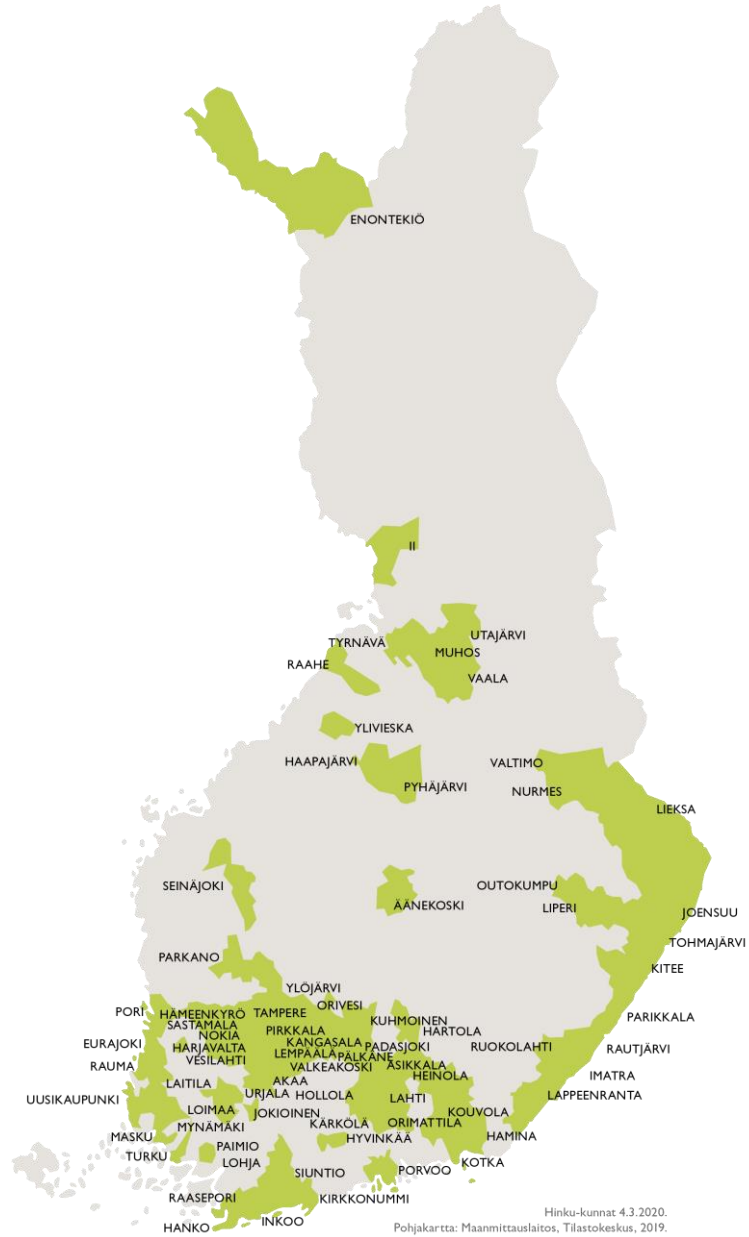 ENONTEKIÖ
II
TYRNÄVÄ
UTAJÄRVI
MUHOS
RAAHE
VAALA
YLIVIESKA
HAAPAJÄRVI
PYHÄJÄRVI
VALTIMO
NURMES
LIEKSA
SEINÄJOKI
OUTOKUMPU
ÄÄNEKOSKI
LIPERI
JOENSUU
TOHMAJÄRVI
PARKANO
KITEE
YLÖJÄRVI
ORIVESI
PORI
HÄMEENKYRÖ
TAMPERE
KUHMOINEN
PARIKKALA
SASTAMALA
PIRKKALA
HARTOLA
NOKIA
EURAJOKI
KANGASALA
HARJAVALTA
LEMPÄÄLÄ
PADASJOKI
RUOKOLAHTI
RAUTJÄRVI
VESILAHTI
PÄLKÄNE
RAUMA
VALKEAKOSKI
ASIKKALA
HEINOLA
IMATRA
LAITILA
AKAA
URJALA
HOLLOLA
LAHTI
LAPPEENRANTA
UUSIKAUPUNKI
LOIMAA
JOKIOINEN
KOUVOLA
MYNÄMÄKI
KÄRKÖLÄ
ORIMATTILA
MASKU
HYVINKÄÄ
HAMINA
TURKU
PAIMIO
LOHJA
KOTKA
SIUNTIO
PORVOO
RAASEPORI
KIRKKONUMMI
HANKO
INKOO
Hinku-kunnat 4.3.2020.
Pohjakartta: Maanmittauslaitos, Tilastokeskus, 2019.